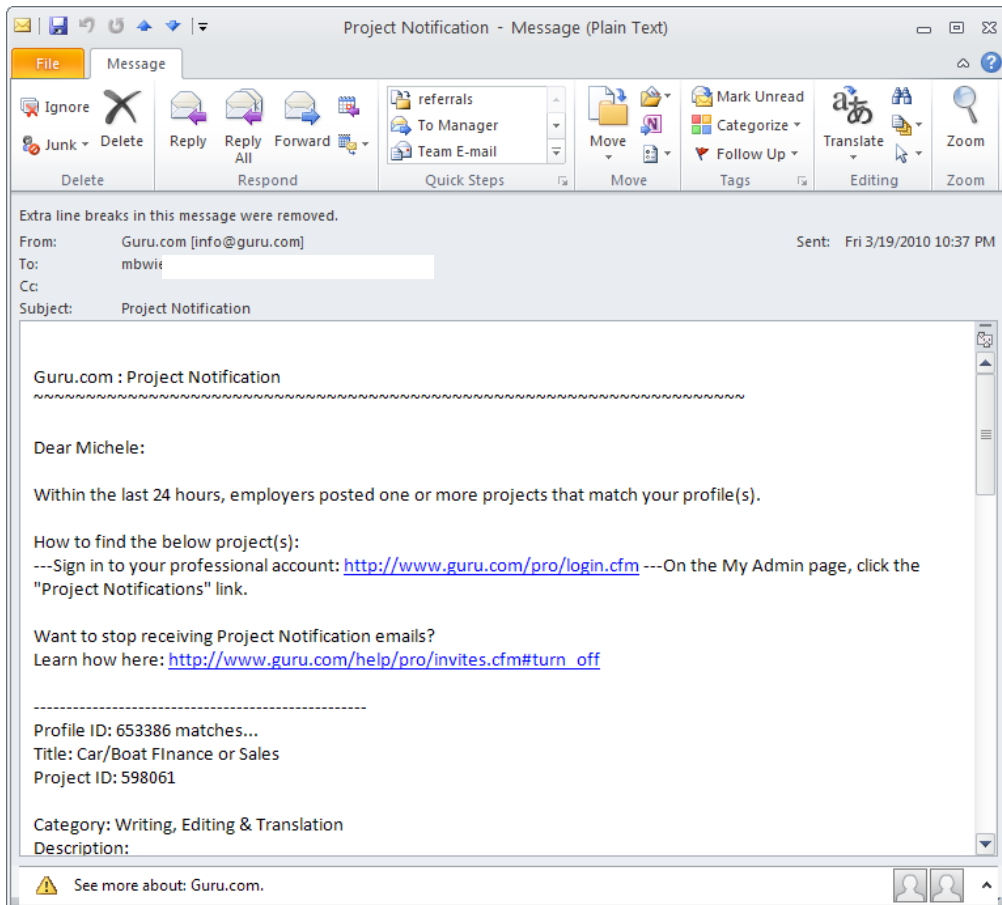 Project Notification - Message (Plain Text)
File Message
Ignore
Junk
Delete
Delete
Reply
Reply All
Forward
Respond
referrals
To Manager
Team E-mail
Quick Steps
Move
Move
Mark Unread
Categorize
Follow Up
Tags
Translate
Editing
Zoom
Zoom
Extra line breaks in this message were removed.
From: Guru.com [info@guru.com] Sent: Fri 3/19/2010 10:37 PM
To: mbwie
Cc:
Subject: Project Notification
Guru.com : Project Notification
~~~~~~~~~~~~~~~~~~~~~~~~~~~~~~~~~~~~~~~~~~~~~~~~~~~~~~~~~~~~~~~~~~~~
Dear Michele:
Within the last 24 hours, employers posted one or more projects that match your profile(s).
How to find the below project(s):
---Sign in to your professional account: http://www.guru.com/pro/login.cfm ---On the My Admin page, click the
"Project Notifications" link.
Want to stop receiving Project Notification emails?
Learn how here: http://www.guru.com/help/pro/invites.cfm#turn_off
---------------------------------------------------
Profile ID: 653386 matches...
Title: Car/Boat FInance or Sales
Project ID: 598061
Category: Writing, Editing & Translation
Description:
See more about: Guru.com.